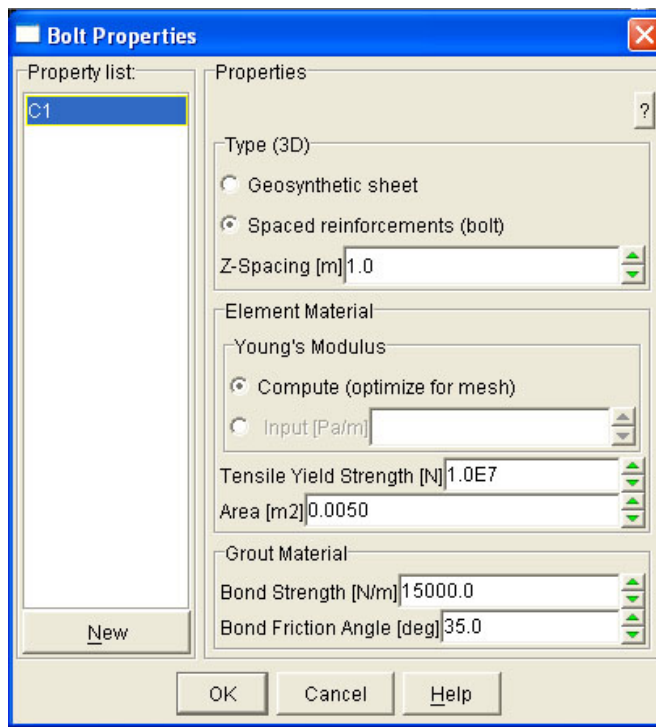 Bolt Properties
Property list:
C1
New
Properties
?
Type (3D)
Geosynthetic sheet
Spaced reinforcements (bolt)
Z-Spacing [m] 1.0
Element Material
Young's Modulus
Compute (optimize for mesh)
Input [Pa/m]
Tensile Yield Strength [N] 1.0E7
Area [m2] 0.0050
Grout Material
Bond Strength [N/m] 15000.0
Bond Friction Angle [deg] 35.0
OK Cancel Help